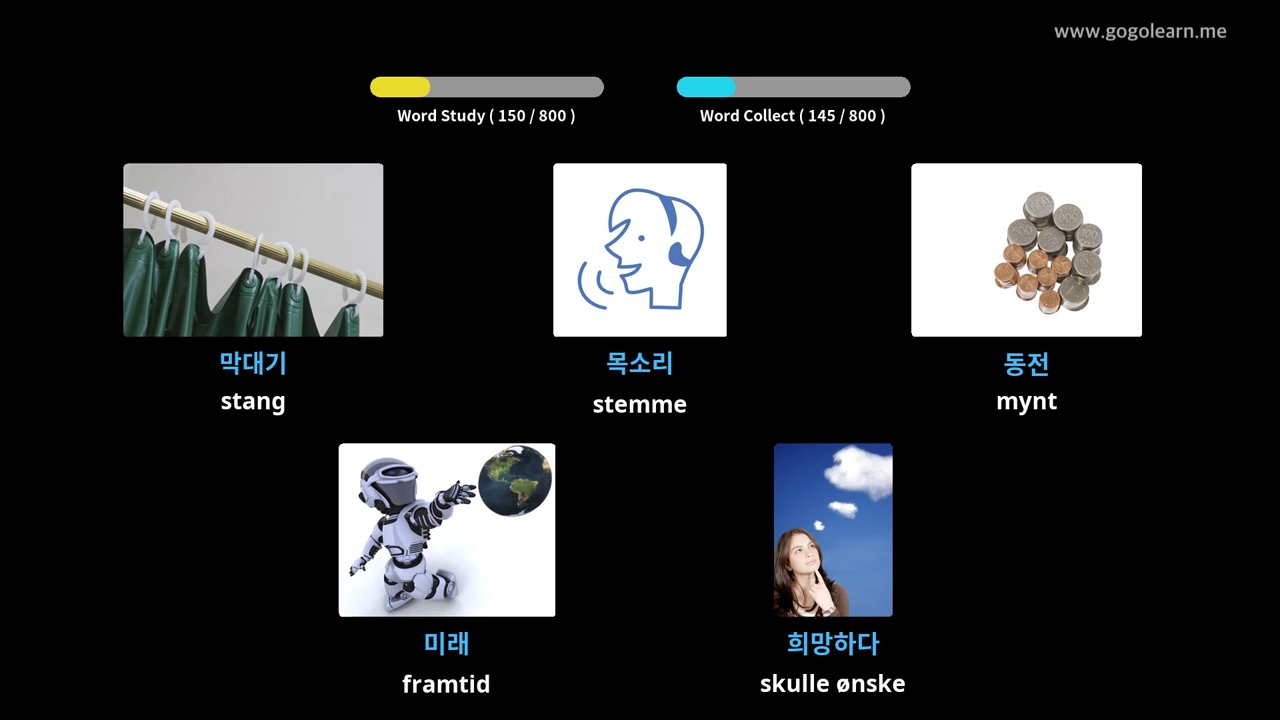 www.gogolearn.me
Word Study ( 150 / 800 )
Word Collect ( 145 / 800 )
막대기
stang
목소리
stemme
동전
mynt
미래
framtid
희망하다
skulle ønske